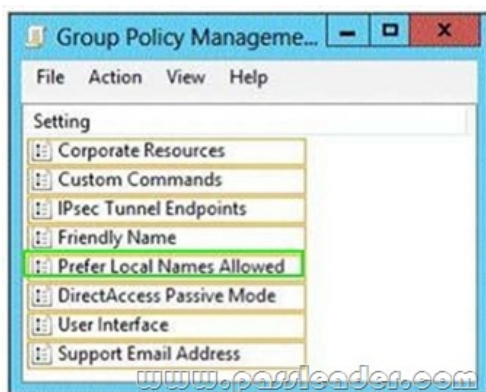 Group Policy Manageme...
File Action View Help
Setting
Corporate Resources
Custom Commands
IPsec Tunnel Endpoints
Friendly Name
Prefer Local Names Allowed
DirectAccess Passive Mode
User Interface
Support Email Address
www.passleader.com